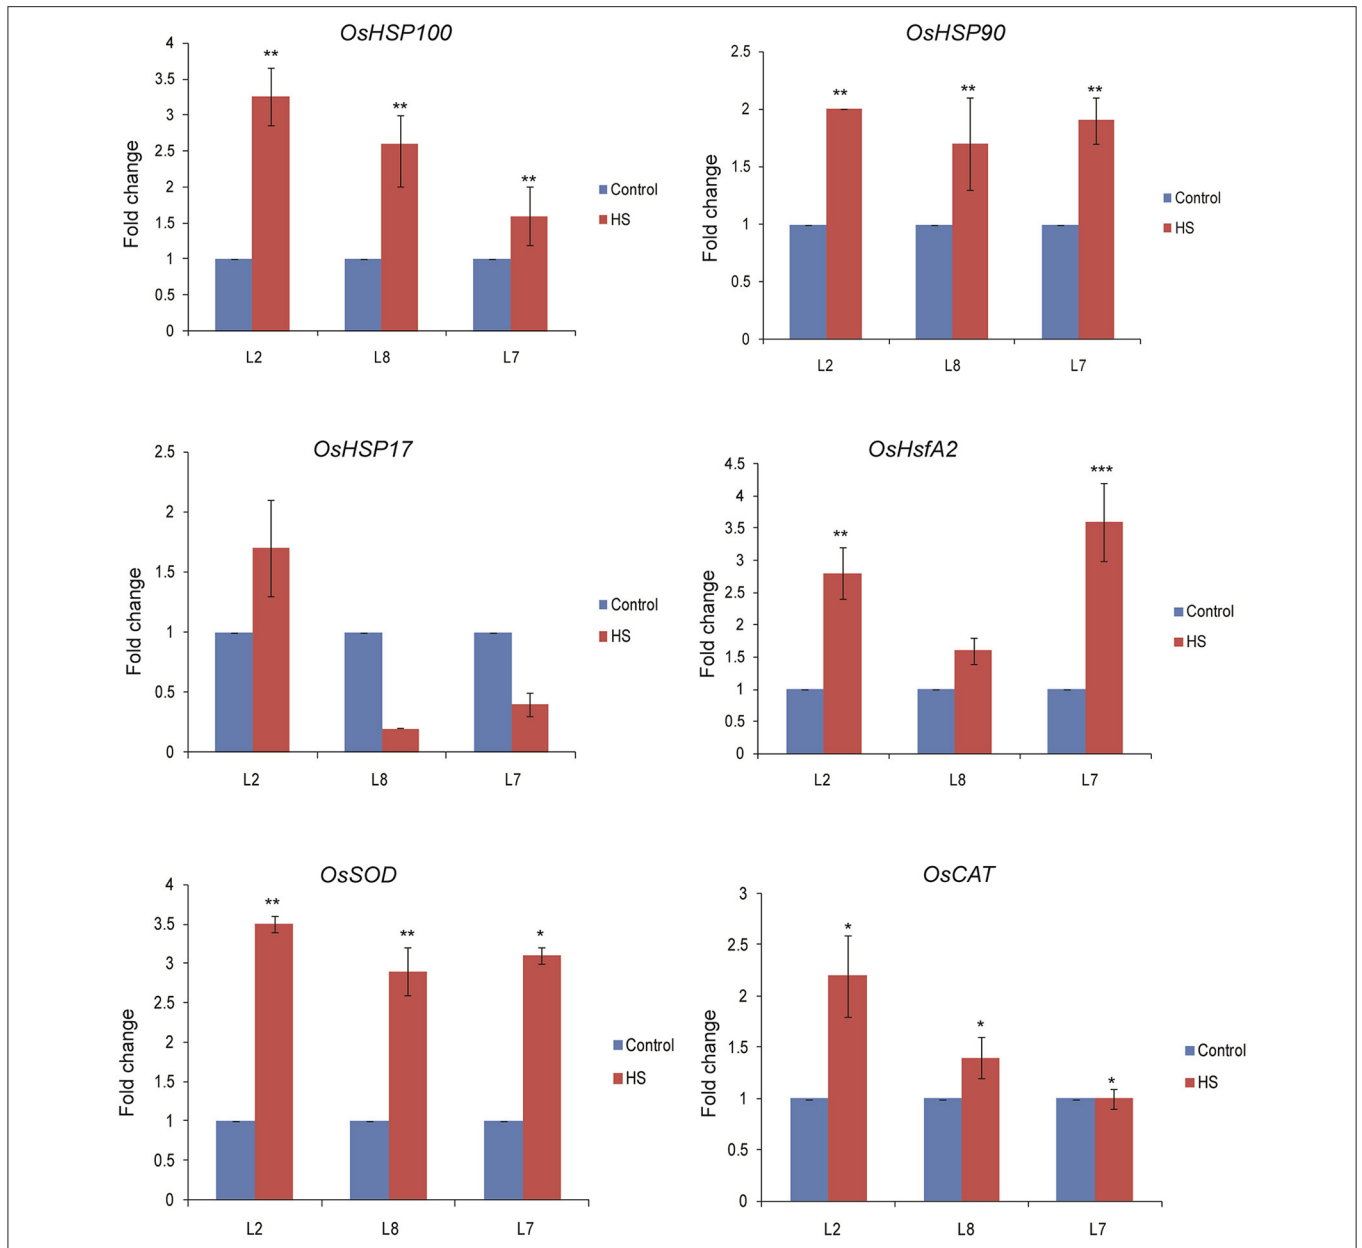 OsHSP100
4
3.5
3
2.5
2
1.5
1
0.5
0
Fold change
**
**
**
L2
L8
L7
Control
HS
OsHSP90
2.5
2
1.5
1
0.5
0
Fold change
**
**
**
L2
L8
L7
Control
HS
OsHSP17
2.5
2
1.5
1
0.5
0
Fold change
L2
L8
L7
Control
HS
OsHsfA2
4.5
4
3.5
3
2.5
2
1.5
1
0.5
0
Fold change
**
***
L2
L8
L7
Control
HS
OsSOD
4
3.5
3
2.5
2
1.5
1
0.5
0
Fold change
**
**
*
L2
L8
L7
Control
HS
OsCAT
3
2.5
2
1.5
1
0.5
0
Fold change
*
*
*
L2
L8
L7
Control
HS